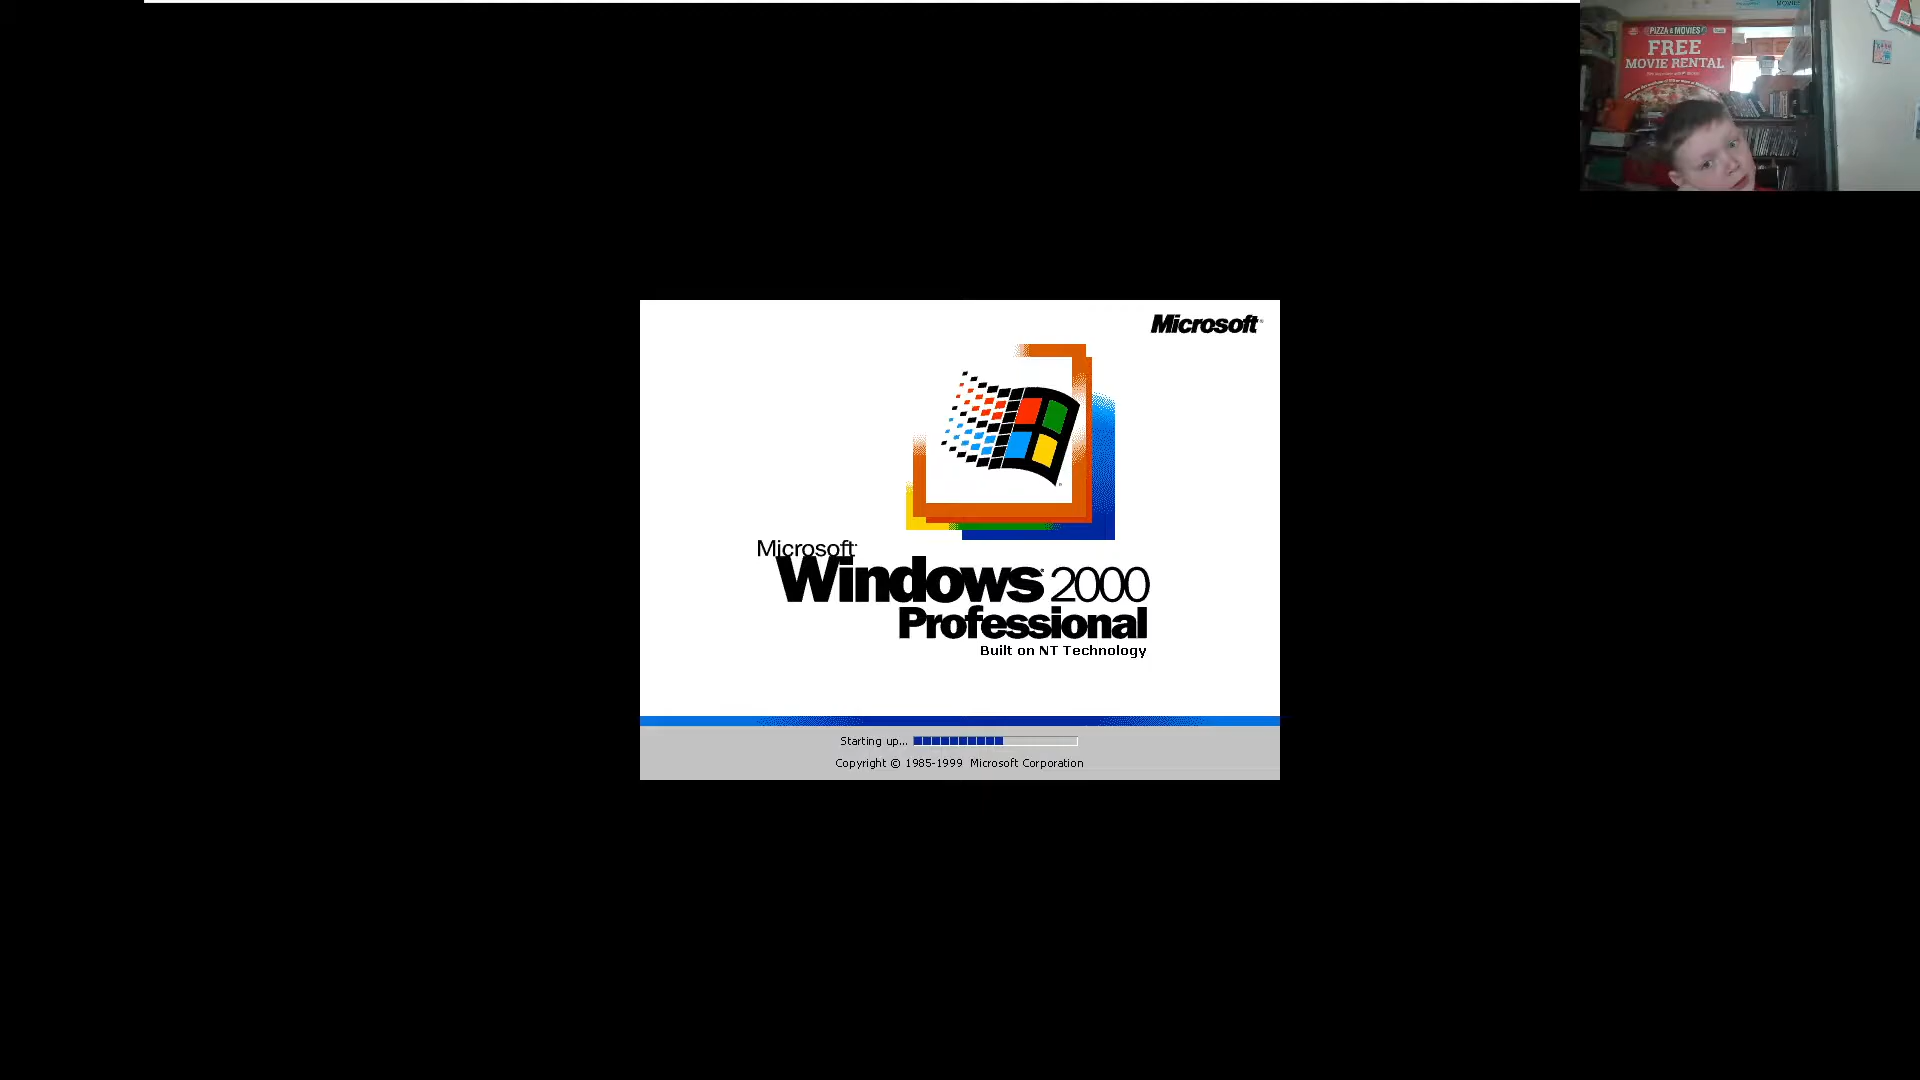 PIZZA & MOVIES
FREE
MOVIE RENTAL
Microsoft
Microsoft
Windows 2000
Professional
Built on NT Technology
Starting up...
Copyright © 1985-1999 Microsoft Corporation